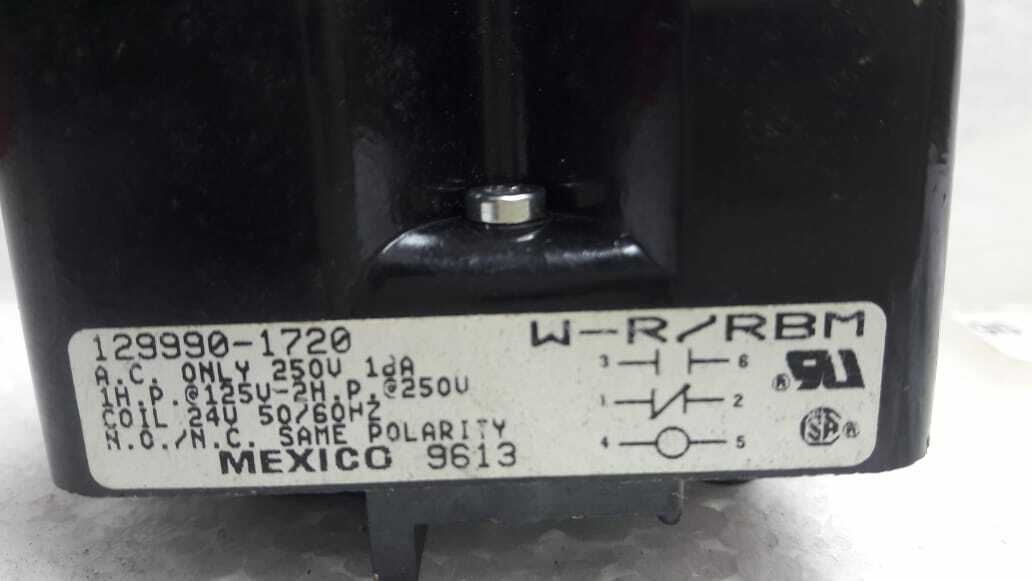 129990-1720
W-R/RBM
A.C. ONLY 250V
1H.P.@125V-2H.P.@250V
COIL 24V 50/60HZ
N.O./N.C. SAME POLARITY
MEXICO 9613
3 6
1 2
4 5